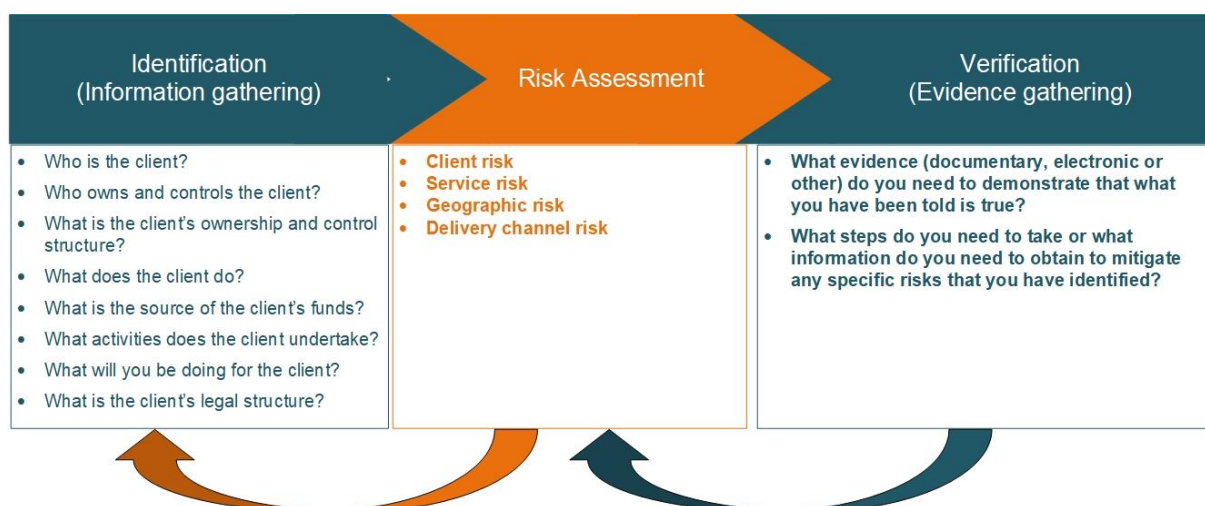 Identification
(Information gathering)
Risk Assessment
Verification
(Evidence gathering)
• Who is the client?
• Who owns and controls the client?
• What is the client's ownership and control
structure?
• What does the client do?
• What is the source of the client's funds?
• What activities does the client undertake?
• What will you be doing for the client?
• What is the client's legal structure?
• Client risk
• Service risk
• Geographic risk
• Delivery channel risk
• What evidence (documentary, electronic or
other) do you need to demonstrate that what
you have been told is true?
• What steps do you need to take or what
information do you need to obtain to mitigate
any specific risks that you have identified?